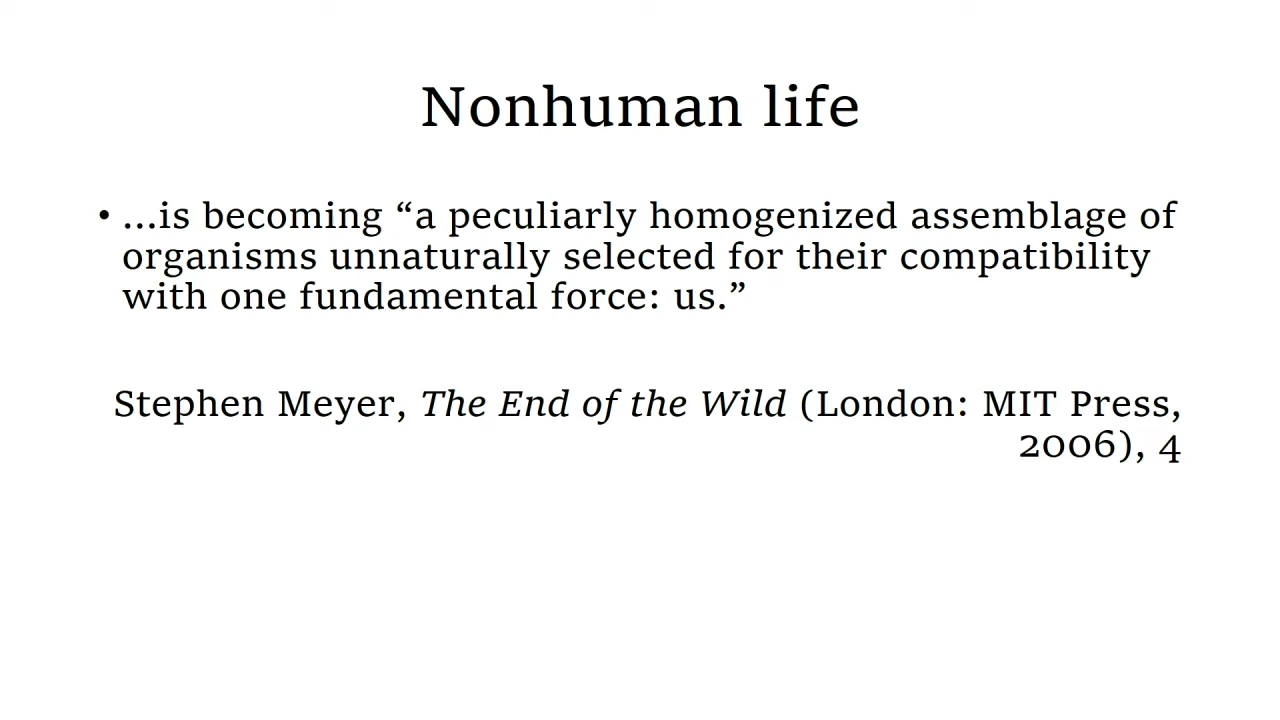 Nonhuman life
• …is becoming “a peculiarly homogenized assemblage of
organisms unnaturally selected for their compatibility
with one fundamental force: us.”
Stephen Meyer, The End of the Wild (London: MIT Press,
2006), 4